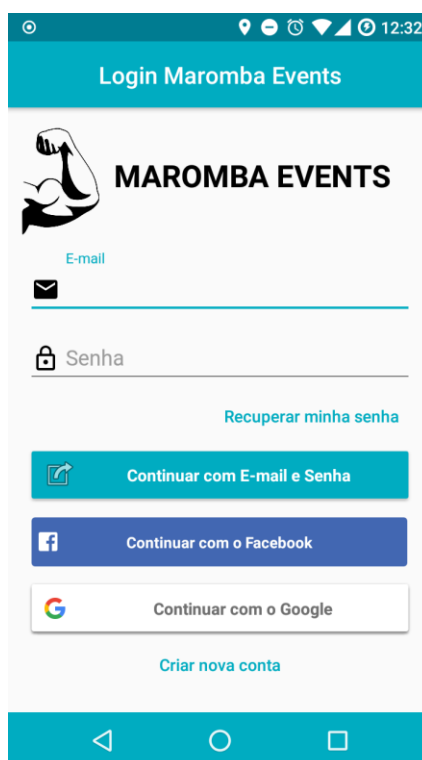 12:32
Login Maromba Events
MAROMBA EVENTS
E-mail
Senha
Recuperar minha senha
Continuar com E-mail e Senha
Continuar com o Facebook
Continuar com o Google
Criar nova conta